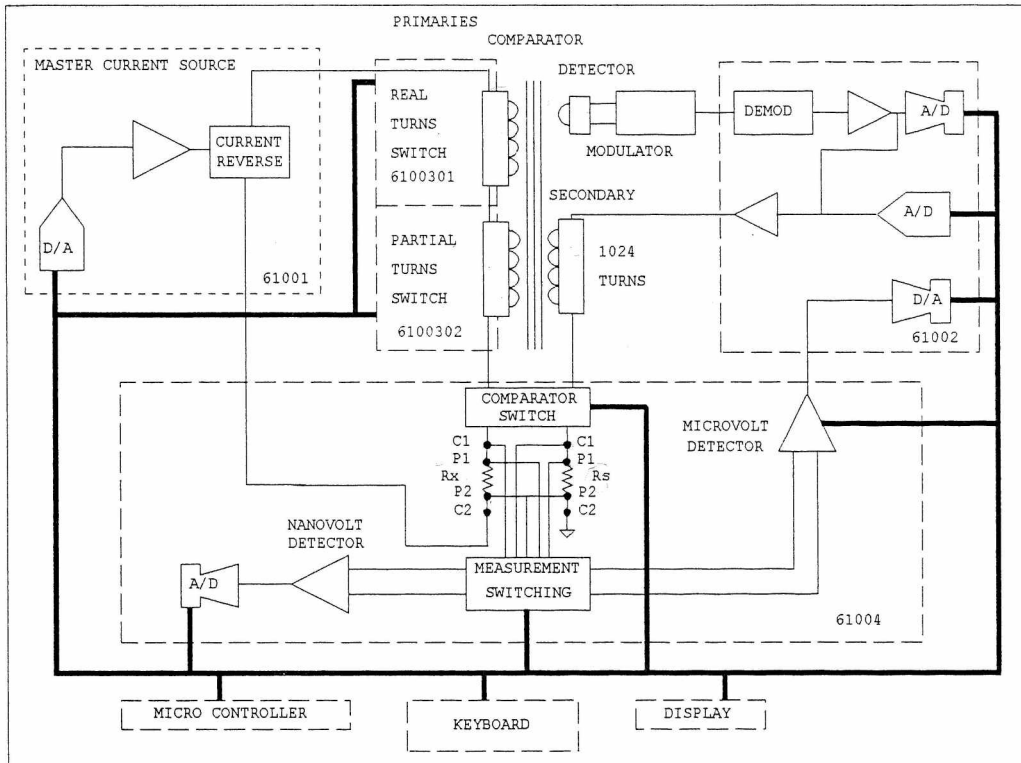 PRIMARIES
COMPARATOR
MASTER CURRENT SOURCE
CURRENT
REVERSE
D/A
61001
REAL
TURNS
SWITCH
6100301
PARTIAL
TURNS
SWITCH
6100302
DETECTOR
MODULATOR
SECONDARY
1024
TURNS
DEMOD
A/D
A/D
D/A
61002
COMPARATOR
SWITCH
C1
C1
P1
P1
Rx
Rs
P2
P2
C2
C2
MICROVOLT
DETECTOR
NANOVOLT
DETECTOR
A/D
MEASUREMENT
SWITCHING
61004
MICRO CONTROLLER
KEYBOARD
DISPLAY